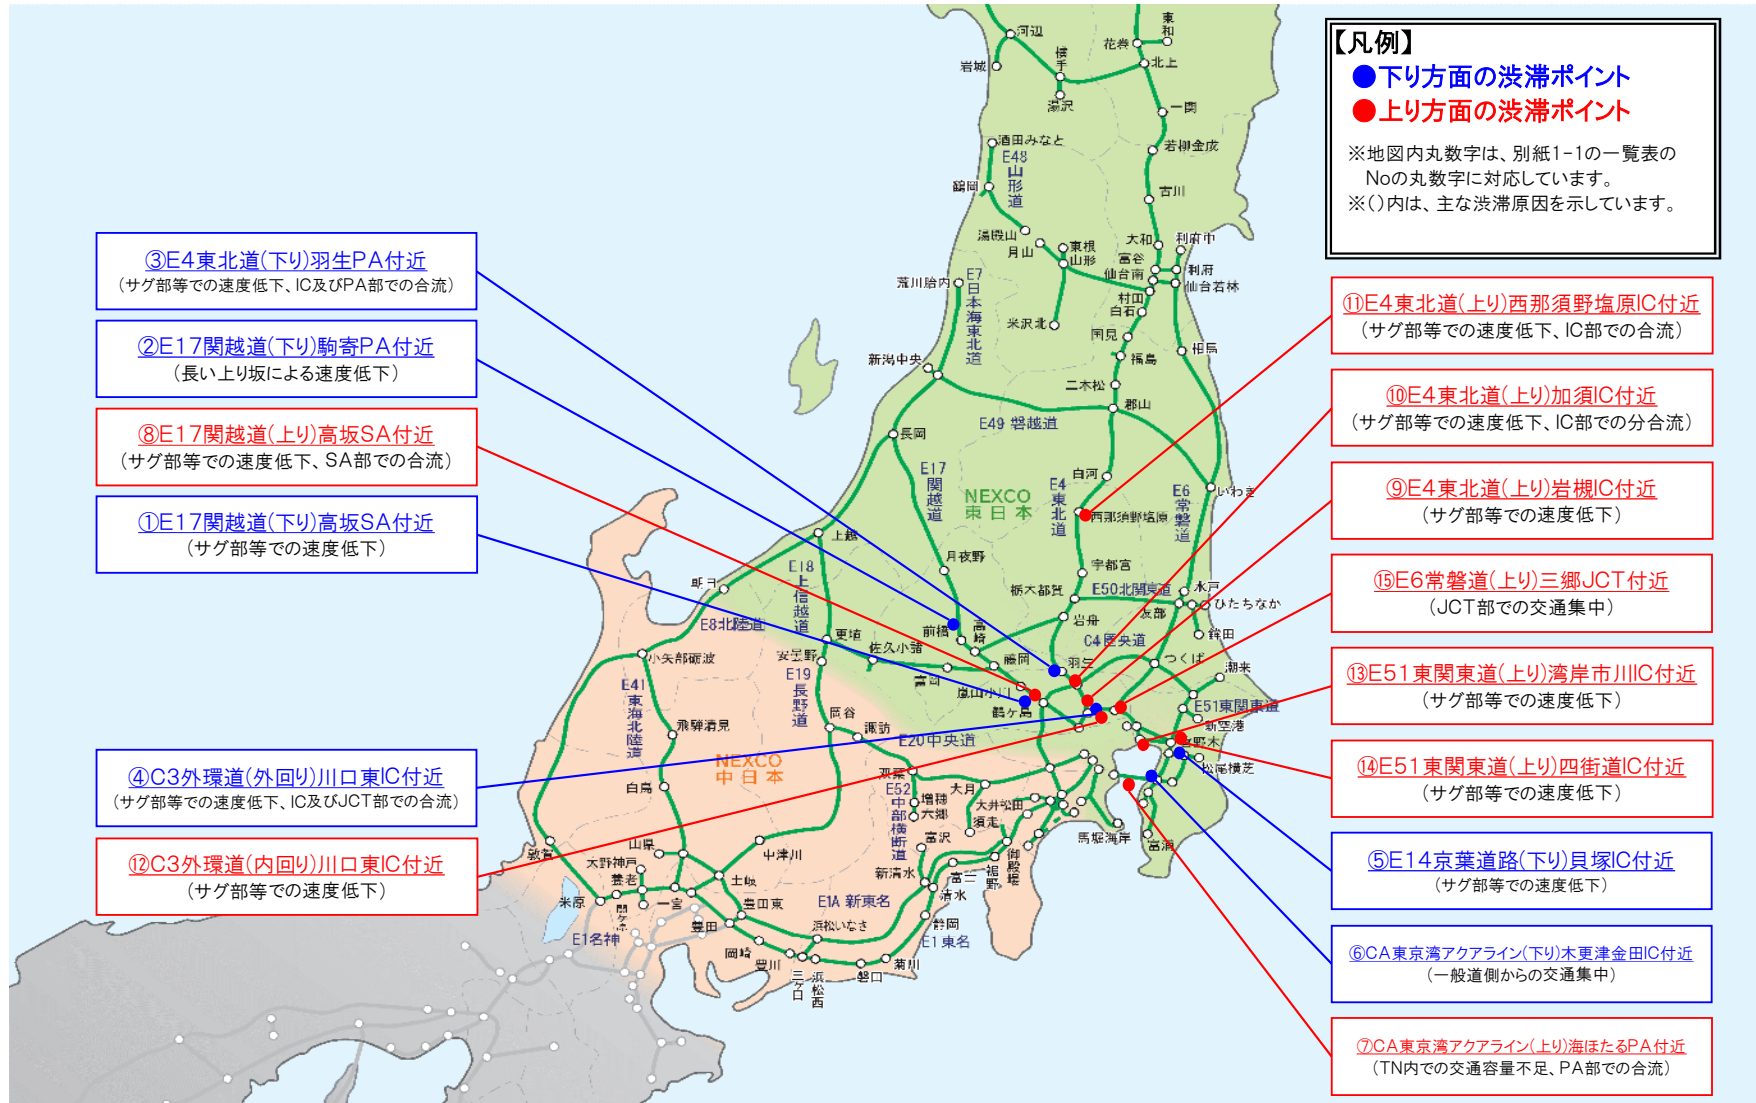 【凡例】
●下り方面の渋滞ポイント
●上り方面の渋滞ポイント
※地図内丸数字は、別紙1-1の一覧表の
Noの丸数字に対応しています。
※()内は、主な渋滞原因を示しています。
③E4東北道(下り)羽生PA付近
(サグ部等での速度低下、IC及びPA部での合流)
②E17関越道(下り)駒寄PA付近
(長い上り坂による速度低下)
⑧E17関越道(上り)高坂SA付近
(サグ部等での速度低下、SA部での合流)
①E17関越道(下り)高坂SA付近
(サグ部等での速度低下)
④C3外環道(外回り)川口東IC付近
(サグ部等での速度低下、IC及びJCT部での合流)
⑫C3外環道(内回り)川口東IC付近
(サグ部等での速度低下)
⑪E4東北道(上り)西那須野塩原IC付近
(サグ部等での速度低下、IC部での合流)
⑩E4東北道(上り)加須IC付近
(サグ部等での速度低下、IC部での分合流)
⑨E4東北道(上り)岩槻IC付近
(サグ部等での速度低下)
⑮E6常磐道(上り)三郷JCT付近
(JCT部での交通集中)
⑬E51東関東道(上り)湾岸市川IC付近
(サグ部等での速度低下)
⑭E51東関東道(上り)四街道IC付近
(サグ部等での速度低下)
⑤E14京葉道路(下り)貝塚IC付近
(サグ部等での速度低下)
⑥CA東京湾アクアライン(下り)木更津金田IC付近
(一般道側からの交通集中)
⑦CA東京湾アクアライン(上り)海ほたるPA付近
(TN内での交通容量不足、PA部での合流)
河辺
東和
花巻
岩城
横手
北上
湯沢
一関
酒田みなと
若柳金成
E48山形道
鶴岡
古川
湯殿山
月山
東根
山形
大和
利府市
富谷
仙台南
利府
仙台若林
村田
白石
荒川胎内
E7日本海東北道
米沢北
国見
相馬
福島
新潟中央
二本松
郡山
E49 磐越道
長岡
E17関越道
NEXCO
東日本
白河
E4東北道
E6常磐道
いわき
西那須野塩原
上越
月夜野
宇都宮
朝日
E18上信越道
栃木都賀
E50北関東道
水戸
ひたちなか
友部
岩舟
前橋
高崎
E8北陸道
更埴
C4圏央道
鉾田
佐久小諸
藤岡
羽生
つくば
潮来
小矢部砺波
安曇野
富岡
嵐山小川
E41東海北陸道
E19長野道
鶴ヶ島
E51東関東道
新空港
岡谷
諏訪
飛騨清見
E20中央道
NEXCO
中日本
双葉
松尾横芝
白鳥
E52中部横断道
増穂
六郷
大月
大井松田
須走
富沢
馬堀海岸
富浦
敦賀
山県
大野神戸
養老
中津川
土岐
新清水
富士
裾野
御殿場
米原
関ヶ原
一宮
豊田東
E1A 新東名
清水
E1名神
豊田
浜松いなさ
静岡
E1東名
岡崎
豊川
三ヶ日
浜松西
磐田
菊川